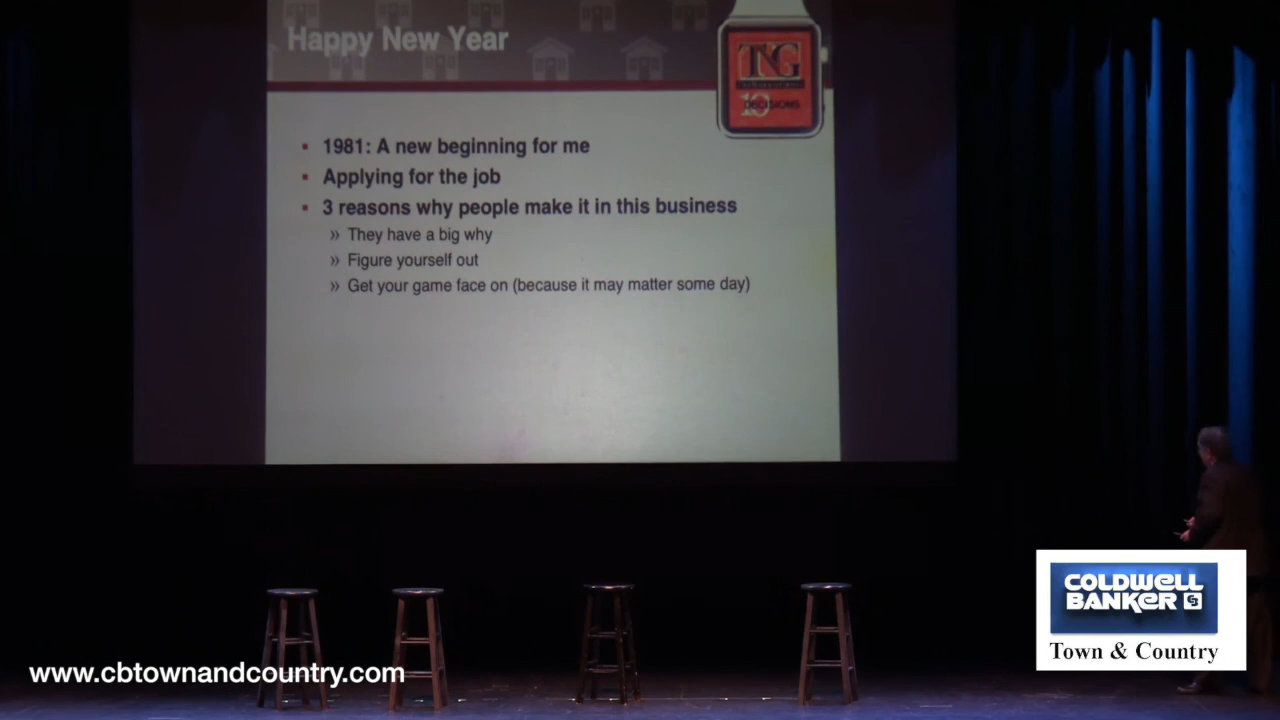 Happy New Year
TNG
10
DECISIONS
1981: A new beginning for me
Applying for the job
3 reasons why people make it in this business
» They have a big why
» Figure yourself out
» Get your game face on (because it may matter some day)
COLDWELL
BANKER
Town & Country
www.cbtownandcountry.com